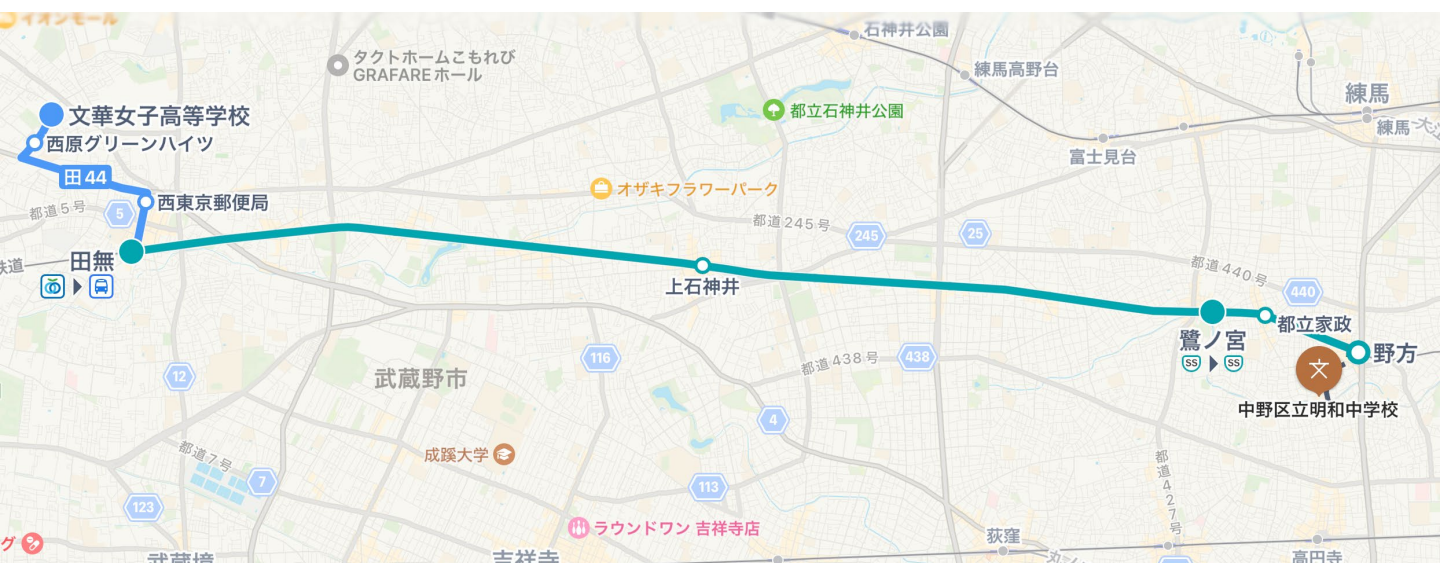 イオンモール
石神井公園
タクトホームこもれび
GRAFAREホール
練馬高野台
練馬
文華女子高等学校
都立石神井公園
練馬
西原グリーンハイツ
富士見台
田44
オザキフラワーパーク
西東京郵便局
都道5号
5
都道245号
245
25
田無
鉄道
上石神井
都道440号
440
都立家政
鷺ノ宮
SS
SS
野方
116
都道438号
438
12
武蔵野市
文
中野区立明和中学校
4
成蹊大学
都道7号
7
113
都道427号
123
ラウンドワン 吉祥寺店
荻窪
グ
武蔵境
吉祥寺
高円寺